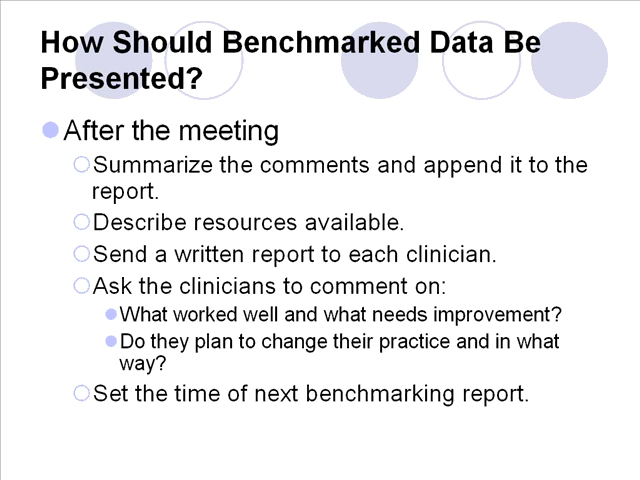 How Should Benchmarked Data Be
Presented?
After the meeting
Summarize the comments and append it to the
report.
Describe resources available.
Send a written report to each clinician.
Ask the clinicians to comment on:
What worked well and what needs improvement?
Do they plan to change their practice and in what
way?
Set the time of next benchmarking report.